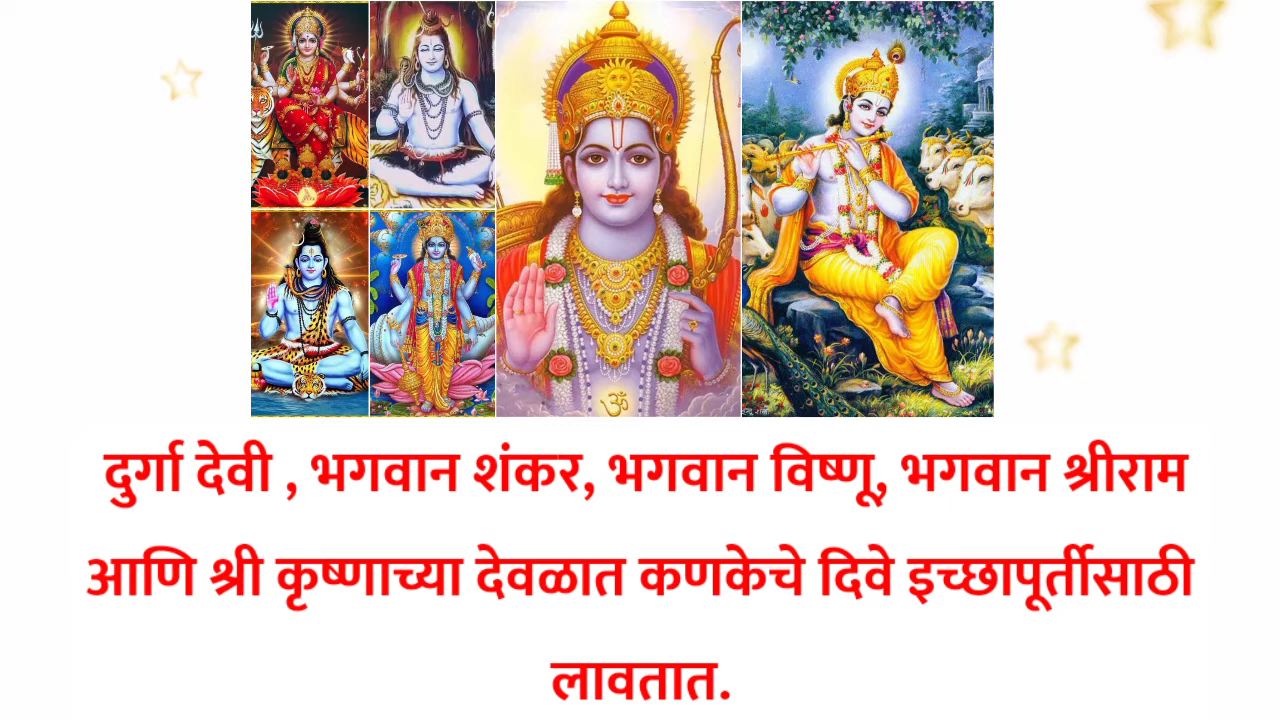 ॐ
दुर्गा देवी , भगवान शंकर, भगवान विष्णू, भगवान श्रीराम
आणि श्री कृष्णाच्या देवळात कणकेचे दिवे इच्छापूर्तीसाठी
लावतात.